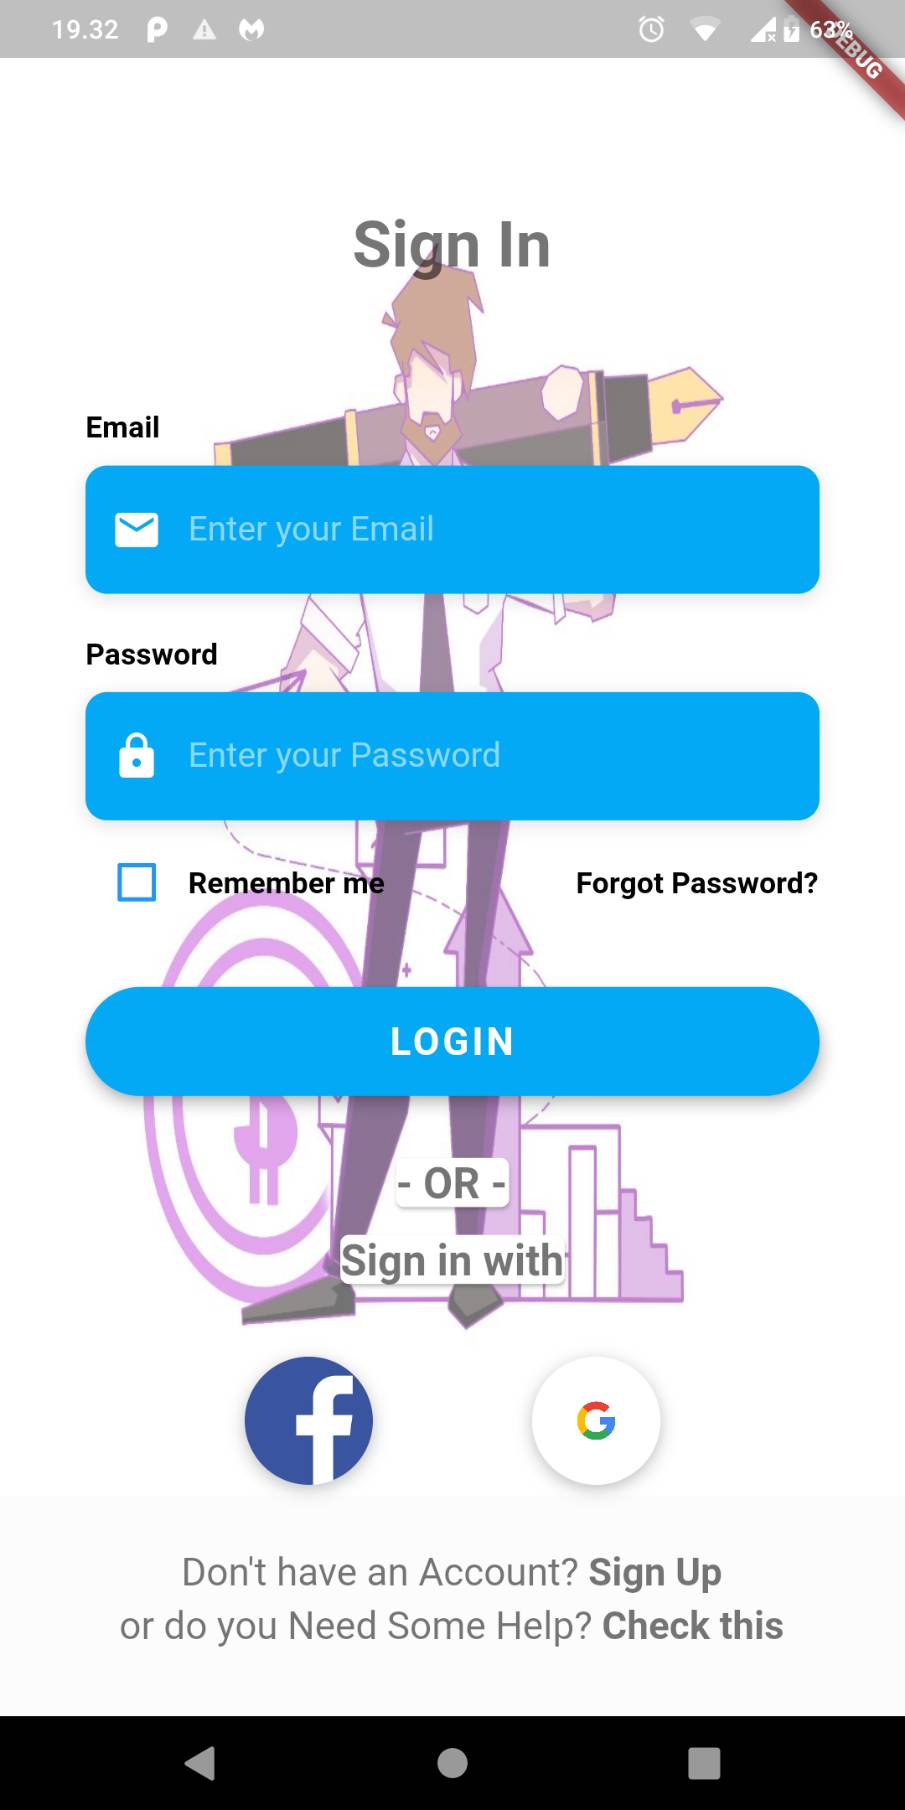 19.32
63%
DEBUG
Sign In
Email
Enter your Email
Password
Enter your Password
Remember me
Forgot Password?
LOGIN
- OR -
Sign in with
Don't have an Account? Sign Up
or do you Need Some Help? Check this